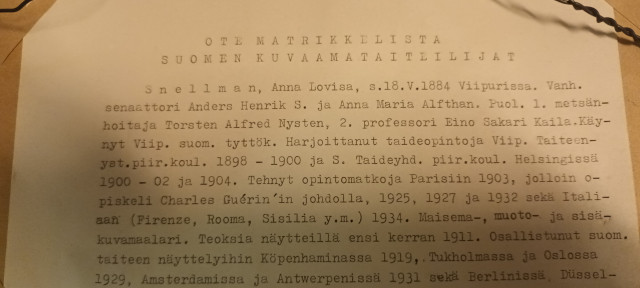 OTE MATRIKKELISTA
SUOMEN KUVAAMATAITEILIJAT
Snellman, Anna Lovisa, s.18.V.1884 Viipurissa. Vanh.
senaattori Anders Henrik S. ja Anna Maria Alfthan. Puol. 1. metsän-
hoitaja Torsten Alfred Nysten, 2. professori Eino Sakari Kaila.Käy-
nyt Viip. suom. tyttök. Harjoittanut taideopintoja Viip. Taiteen-
yst.piir.koul. 1898 - 1900 ja S. Taideyhd. piir.koul. Helsingissä
1900 - 02 ja 1904. Tehnyt opintomatkoja Parisiin 1903, jolloin o-
piskeli Charles Guérin'in johdolla, 1925, 1927 ja 1932 sekä Itali-
aan (Firenze, Rooma, Sisilia y.m.) 1934. Maisema-, muoto- ja sisä-
kuvamaalari. Teoksia näytteillä ensi kerran 1911. Osallistunut suom.
taiteen näyttelyihin Köpenhaminassa 1919, Tukholmassa ja Oslossa
1929, Amsterdamissa ja Antwerpenissä 1931 sekä Berlinissä, Düssel-